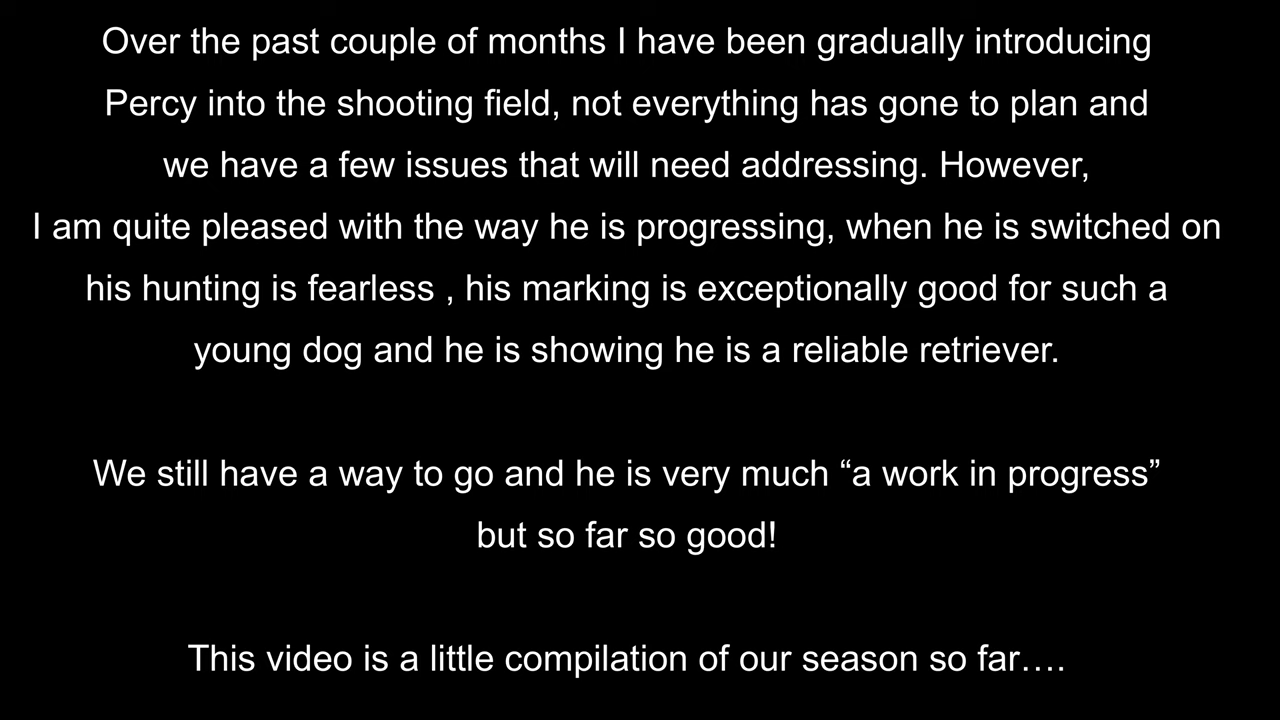 Over the past couple of months I have been gradually introducing
Percy into the shooting field, not everything has gone to plan and
we have a few issues that will need addressing. However,
I am quite pleased with the way he is progressing, when he is switched on
his hunting is fearless , his marking is exceptionally good for such a
young dog and he is showing he is a reliable retriever.
We still have a way to go and he is very much “a work in progress”
but so far so good!
This video is a little compilation of our season so far….